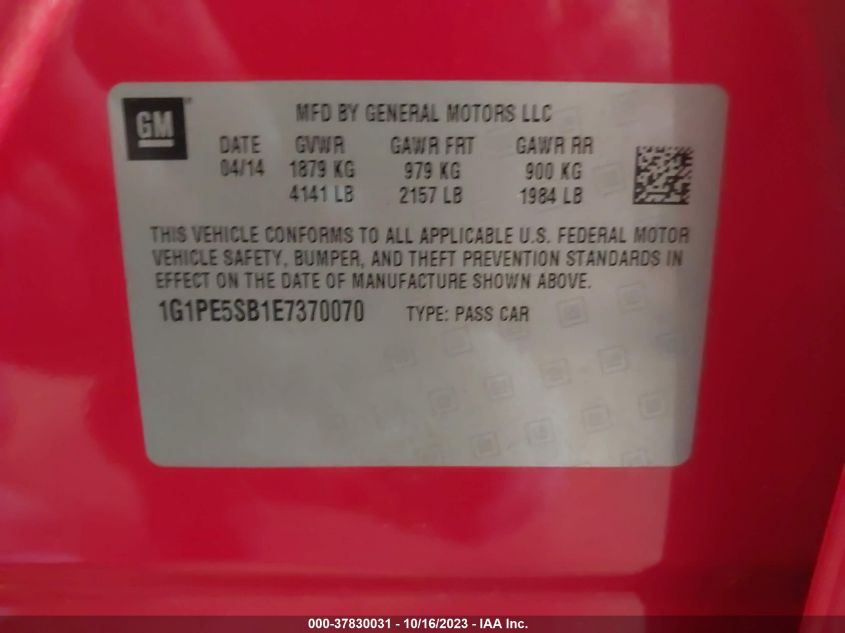 GM
MFD BY GENERAL MOTORS LLC
DATE GVWR GAWR FRT GAWR RR
04/14 1879 KG 979 KG 900 KG
4141 LB 2157 LB 1984 LB
THIS VEHICLE CONFORMS TO ALL APPLICABLE U.S. FEDERAL MOTOR
VEHICLE SAFETY, BUMPER, AND THEFT PREVENTION STANDARDS IN
EFFECT ON THE DATE OF MANUFACTURE SHOWN ABOVE.
1G1PE5SB1E7370070 TYPE: PASS CAR
000-37830031 - 10/16/2023 - IAA Inc.